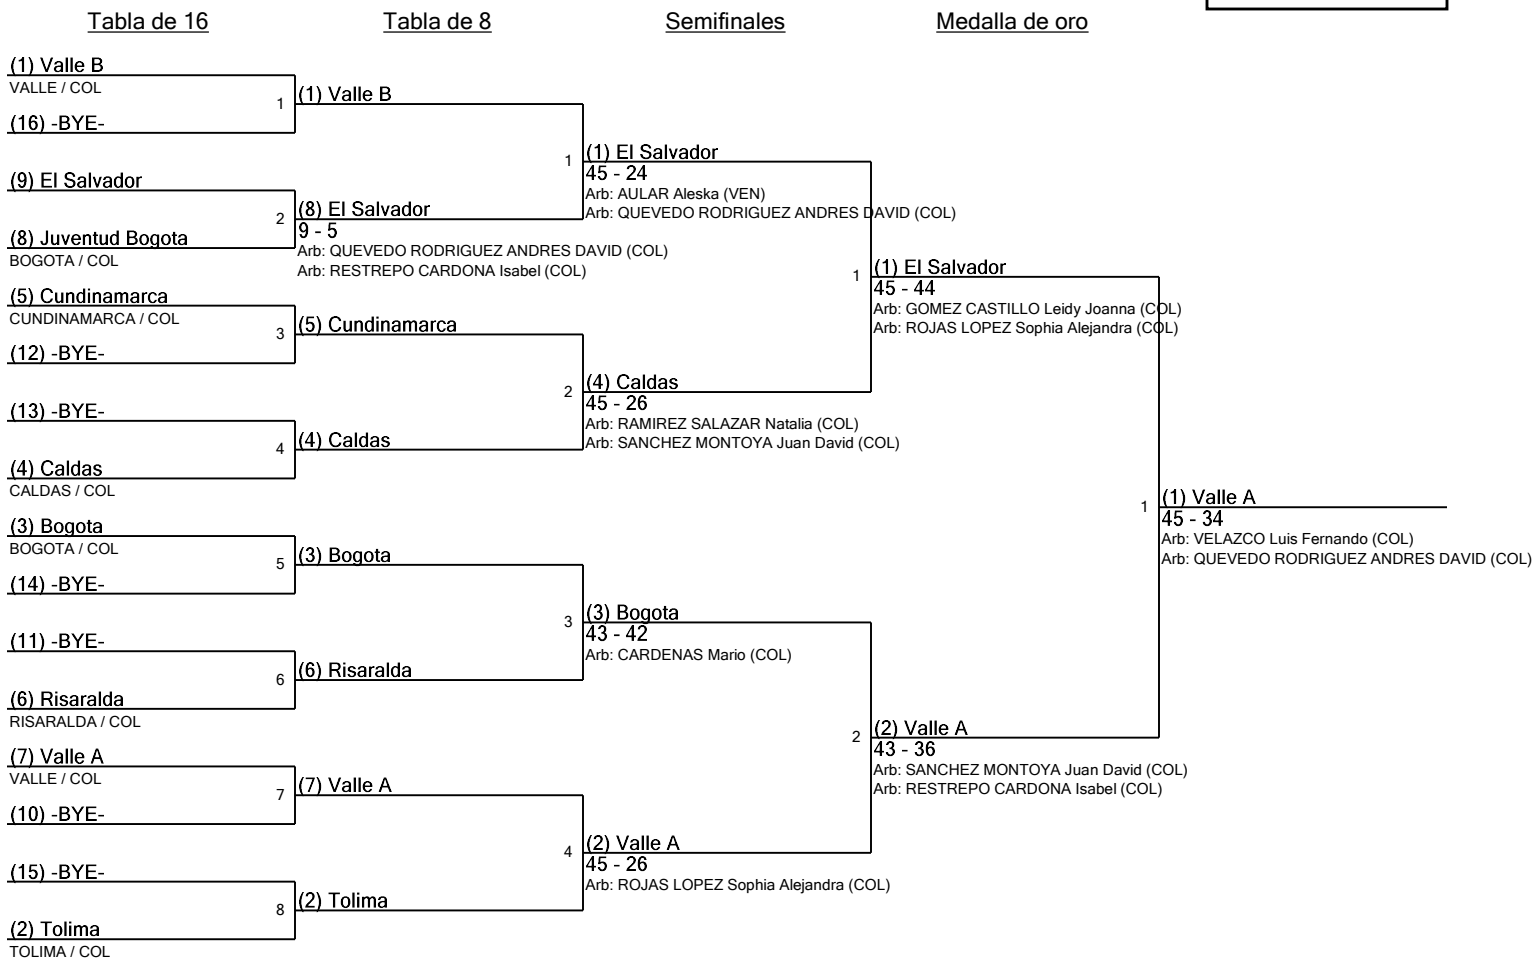 Tabla de 16
Tabla de 8
Semifinales
Medalla de oro
(1) Valle B
VALLE / COL
1
(16) -BYE-
(9) El Salvador
2
(8) Juventud Bogota
BOGOTA / COL
(5) Cundinamarca
CUNDINAMARCA / COL
3
(12) -BYE-
(13) -BYE-
4
(4) Caldas
CALDAS / COL
(3) Bogota
BOGOTA / COL
5
(14) -BYE-
(11) -BYE-
6
(6) Risaralda
RISARALDA / COL
(7) Valle A
VALLE / COL
7
(10) -BYE-
(15) -BYE-
8
(2) Tolima
TOLIMA / COL
(1) Valle B
1
(8) El Salvador
9 - 5
Arb: QUEVEDO RODRIGUEZ ANDRES DAVID (COL)
Arb: RESTREPO CARDONA Isabel (COL)
(5) Cundinamarca
2
(4) Caldas
(3) Bogota
3
(6) Risaralda
(7) Valle A
4
(2) Tolima
(1) El Salvador
45 - 24
Arb: AULAR Aleska (VEN)
Arb: QUEVEDO RODRIGUEZ ANDRES DAVID (COL)
1
(4) Caldas
45 - 26
Arb: RAMIREZ SALAZAR Natalia (COL)
Arb: SANCHEZ MONTOYA Juan David (COL)
(3) Bogota
43 - 42
Arb: CARDENAS Mario (COL)
2
(2) Valle A
45 - 26
Arb: ROJAS LOPEZ Sophia Alejandra (COL)
(1) El Salvador
45 - 44
Arb: GOMEZ CASTILLO Leidy Joanna (COL)
Arb: ROJAS LOPEZ Sophia Alejandra (COL)
1
(2) Valle A
43 - 36
Arb: SANCHEZ MONTOYA Juan David (COL)
Arb: RESTREPO CARDONA Isabel (COL)
(1) Valle A
45 - 34
Arb: VELAZCO Luis Fernando (COL)
Arb: QUEVEDO RODRIGUEZ ANDRES DAVID (COL)